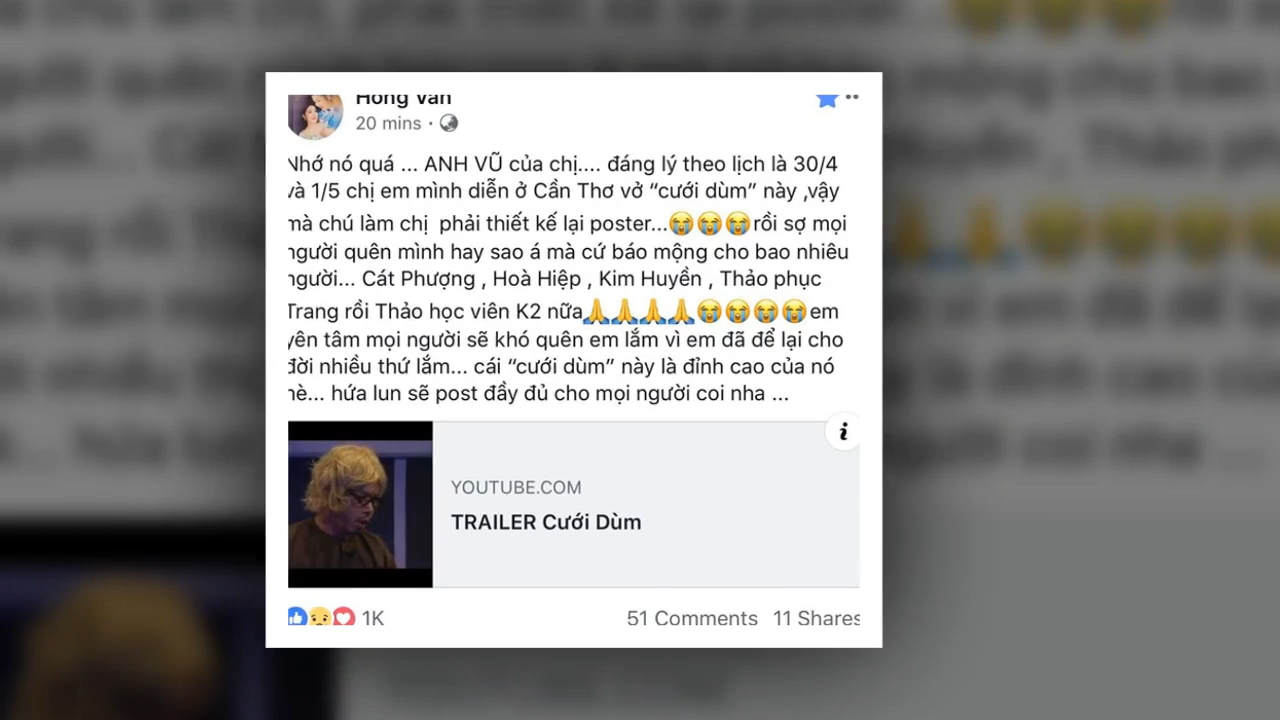 Hồng Vân
20 mins ·
Nhớ nó quá ... ANH VŨ của chị.... đáng lý theo lịch là 30/4
và 1/5 chị em mình diễn ở Cần Thơ vở “cưới dùm” này ,vậy
mà chú làm chị phải thiết kế lại poster...😭😭😭rồi sợ mọi
người quên mình hay sao á mà cứ báo mộng cho bao nhiêu
người... Cát Phượng , Hoà Hiệp , Kim Huyền , Thảo phục
Trang rồi Thảo học viên K2 nữa🙏🙏🙏🙏😭😭😭😭em
yên tâm mọi người sẽ khó quên em lắm vì em đã để lại cho
đời nhiều thứ lắm... cái “cưới dùm” này là đỉnh cao của nó
nè... hứa lun sẽ post đầy đủ cho mọi người coi nha ...
YOUTUBE.COM
TRAILER Cưới Dùm
1K
51 Comments 11 Shares